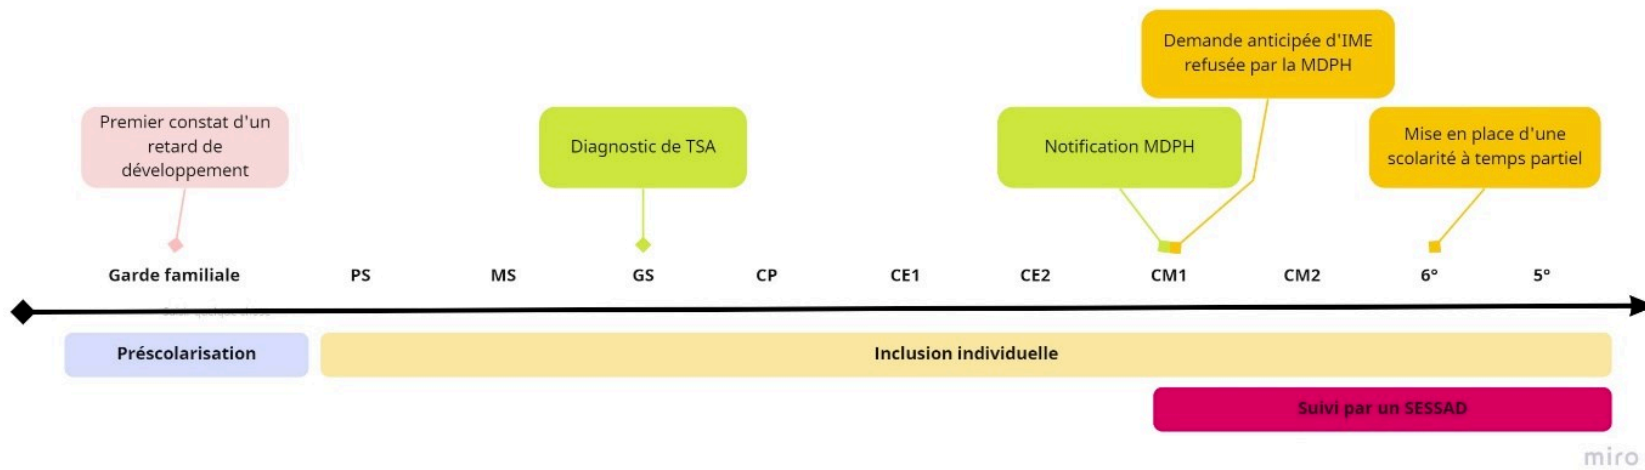 Demande anticipée d'IME
refusée par la MDPH
Premier constat d'un
retard de
développement
Diagnostic de TSA
Notification MDPH
Mise en place d'une
scolarité à temps partiel
Garde familiale PS MS GS CP CE1 CE2 CM1 CM2 6° 5°
Préscolarisation Inclusion individuelle
Suivi par un SESSAD
miro